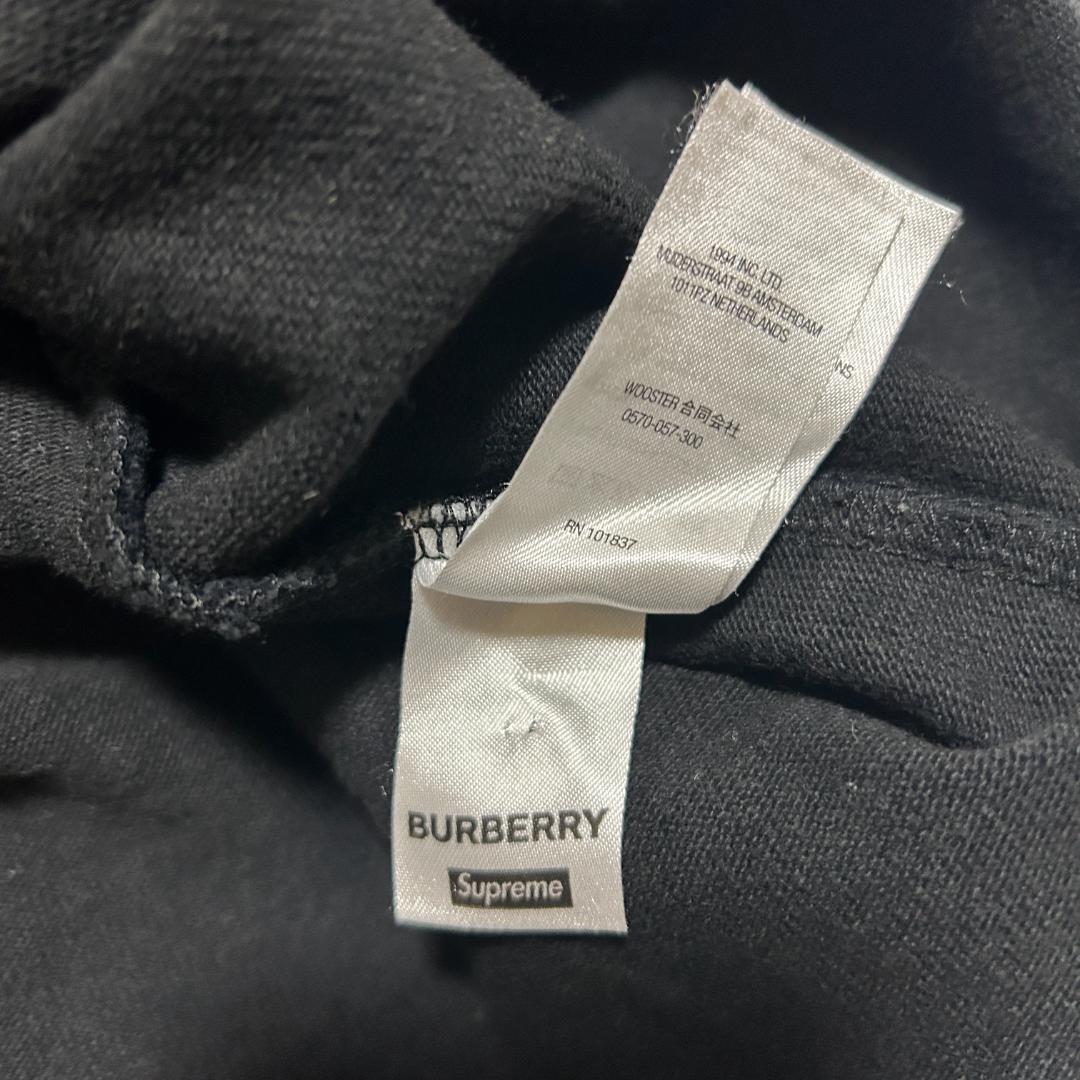 1994 INC. LTD.
MUIDERSTRAAT 9B AMSTERDAM
1011PZ NETHERLANDS
NS
WOOSTER 合同会社
0570-057-300
RN 101837
BURBERRY
Supreme